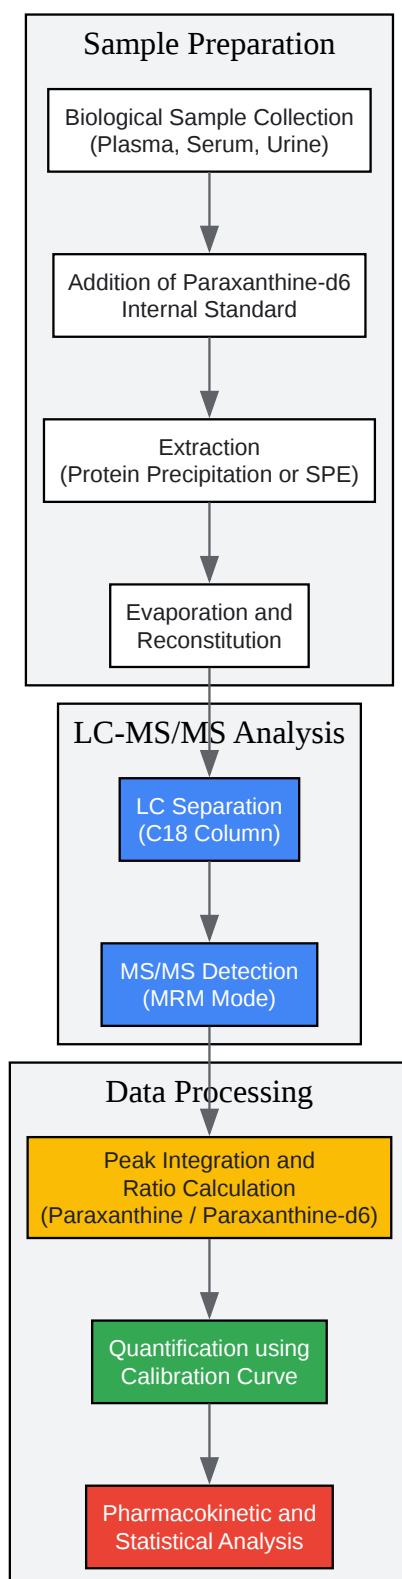 Sample Preparation
Biological Sample Collection
(Plasma, Serum, Urine)
Addition of Paraxanthine-d6
Internal Standard
Extraction
(Protein Precipitation or SPE)
Evaporation and
Reconstitution
LC-MS/MS Analysis
LC Separation
(C18 Column)
MS/MS Detection
(MRM Mode)
Data Processing
Peak Integration and
Ratio Calculation
(Paraxanthine / Paraxanthine-d6)
Quantification using
Calibration Curve
Pharmacokinetic and
Statistical Analysis